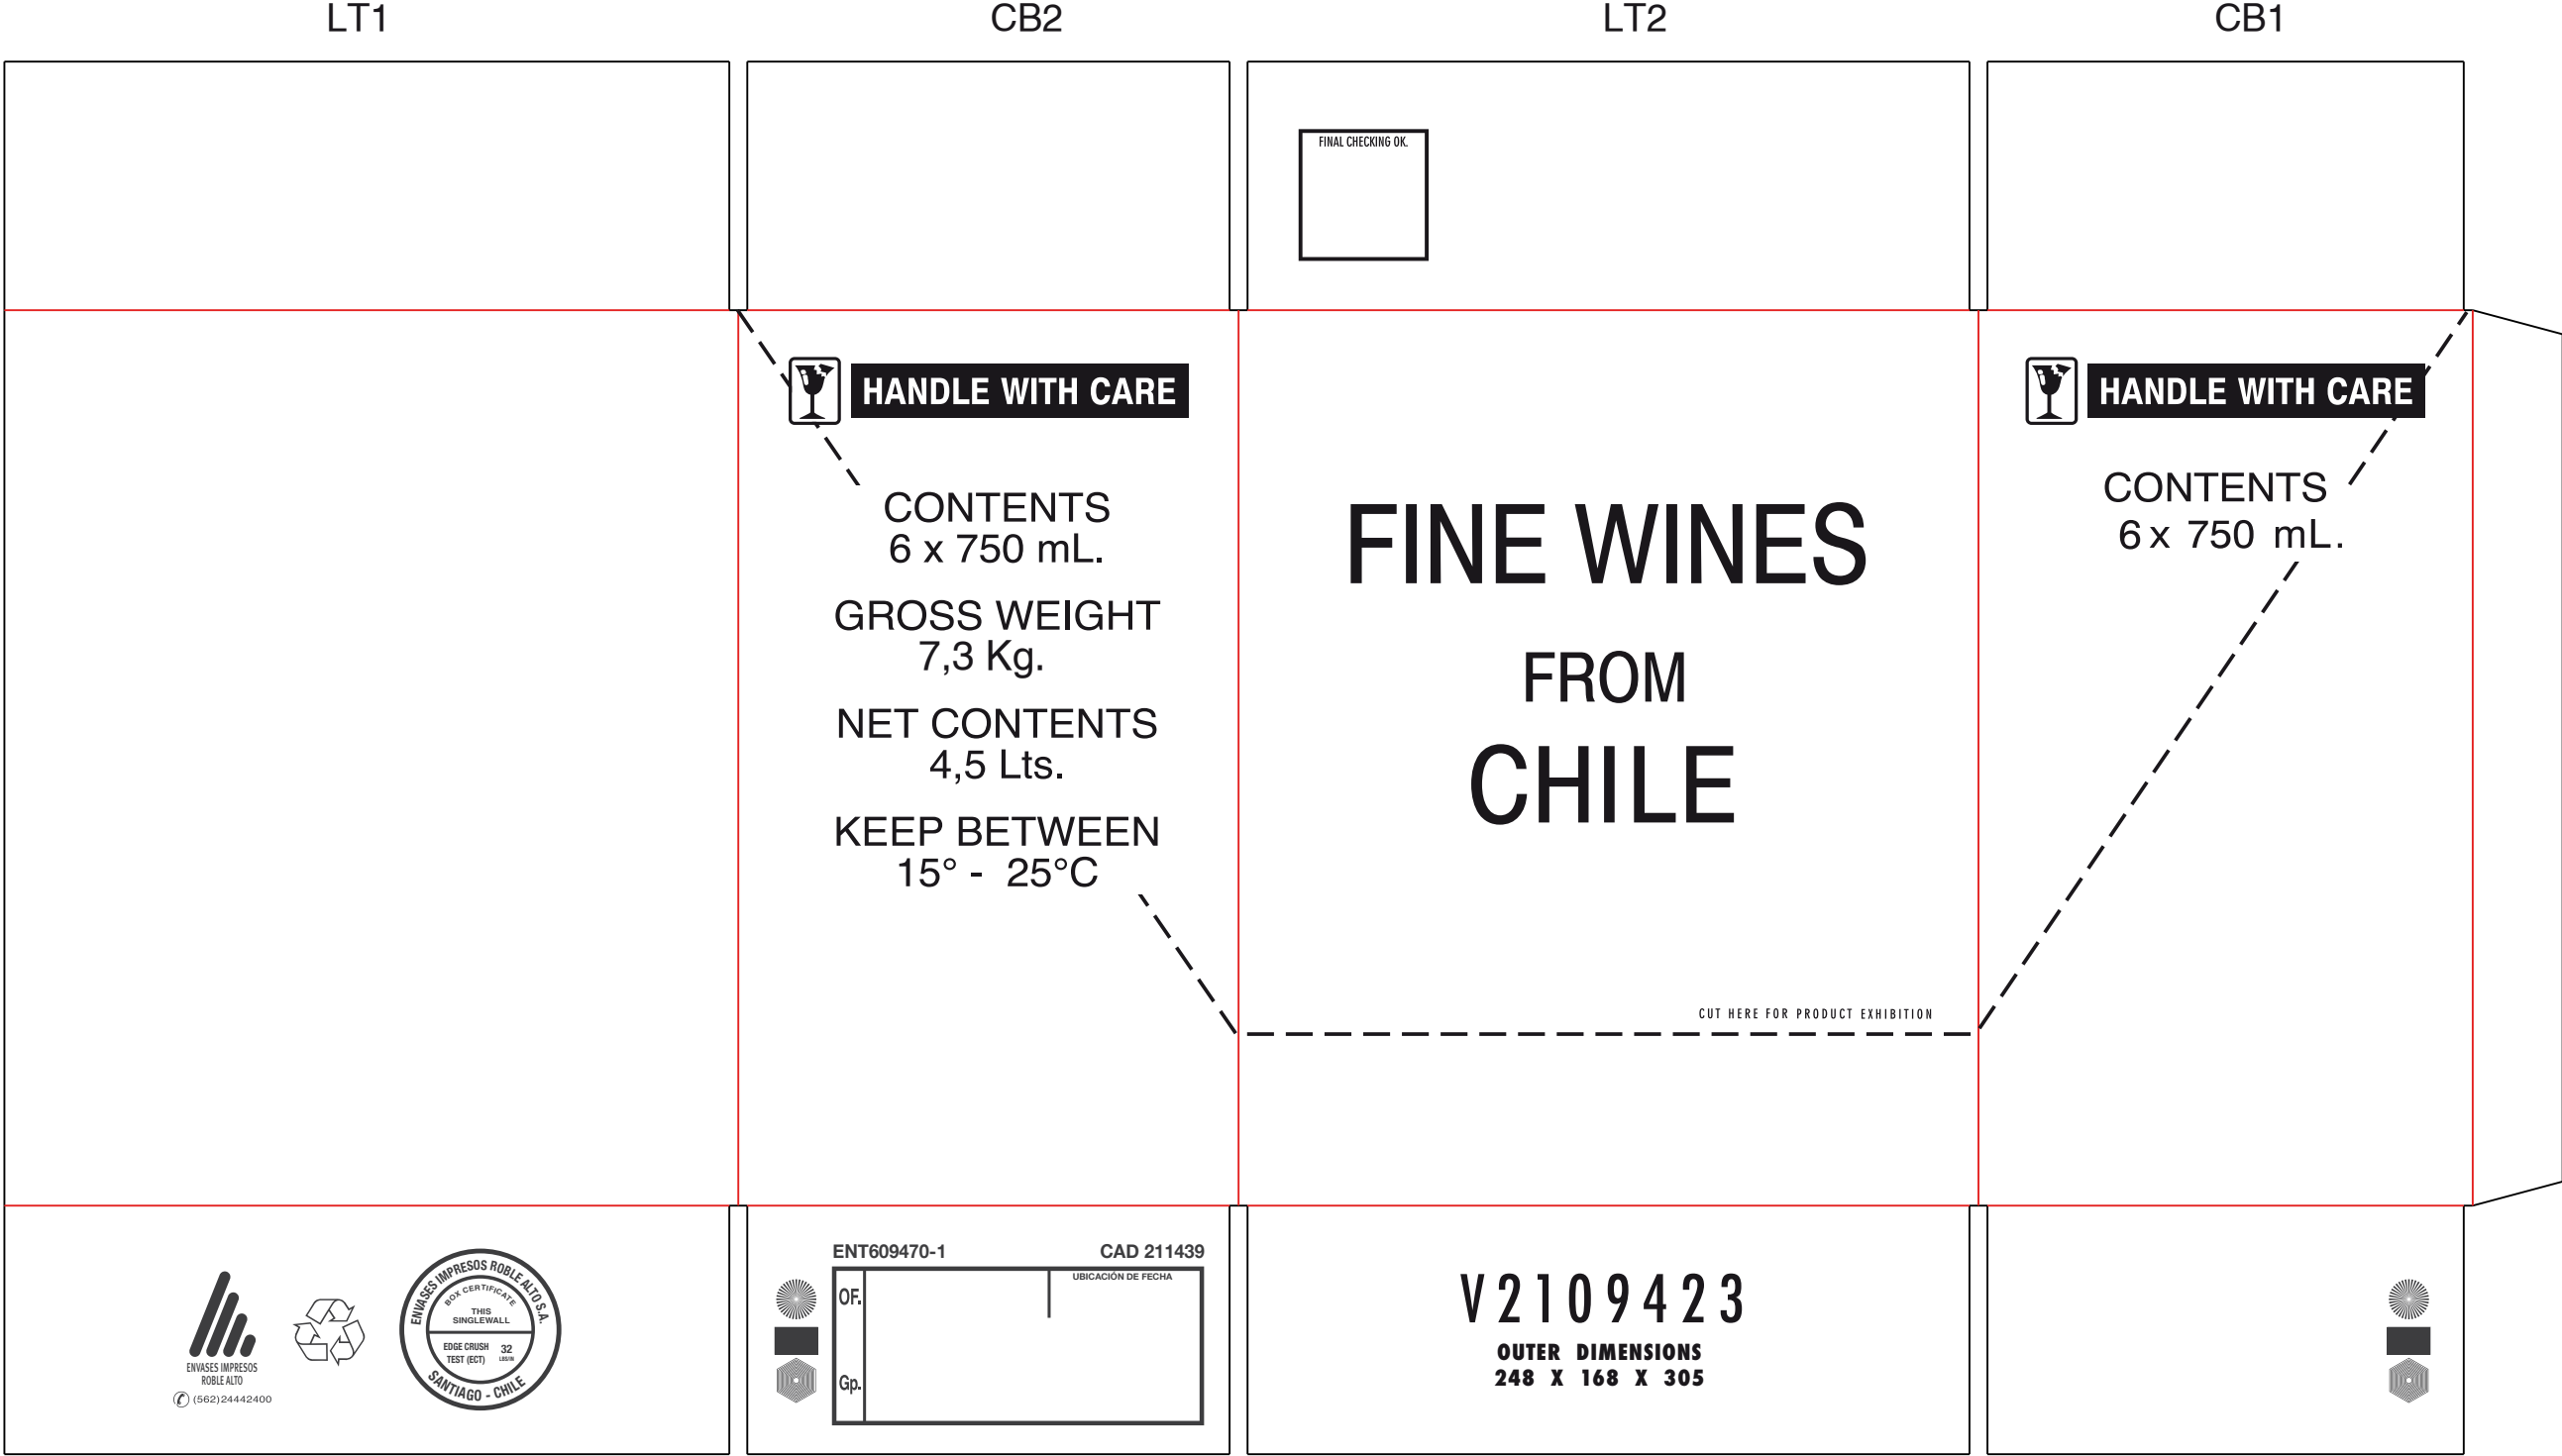 LT1
CB2
LT2
CB1
FINAL CHECKING OK.
HANDLE WITH CARE
CONTENTS
6 x 750 mL.
GROSS WEIGHT
7,3 Kg.
NET CONTENTS
4,5 Lts.
KEEP BETWEEN
15° - 25°C
FINE WINES
FROM
CHILE
CUT HERE FOR PRODUCT EXHIBITION
HANDLE WITH CARE
CONTENTS
6 x 750 mL.
ENVASES IMPRESOS
ROBLE ALTO
(562)24442400
ENVASES IMPRESOS ROBLE ALTO S.A.
BOX CERTIFICATE
THIS
SINGLEWALL
EDGE CRUSH
TEST (ECT)
32
LBS/IN
SANTIAGO - CHILE
ENT609470-1
CAD 211439
UBICACIÓN DE FECHA
OF.
Gp.
V2109423
OUTER DIMENSIONS
248 X 168 X 305